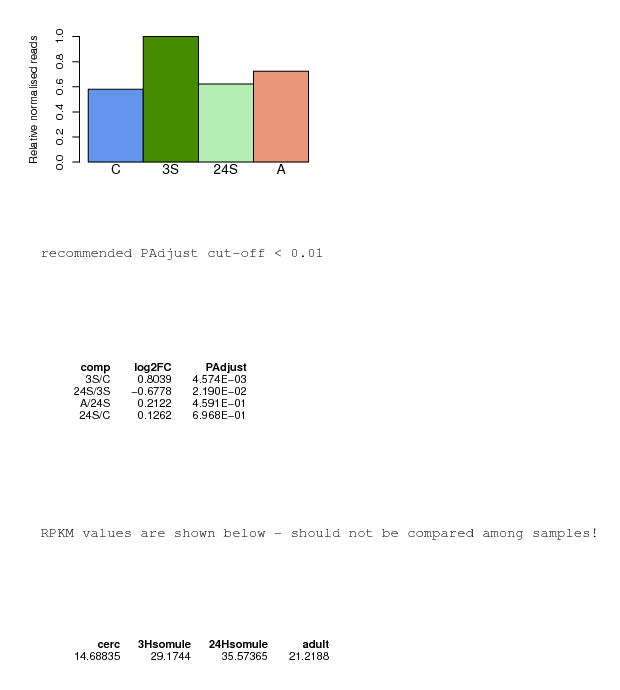 Relative normalised reads
1.0
0.8
0.6
0.4
0.2
0.0
C 3S 24S A
recommended PAdjust cut-off < 0.01
comp log2FC PAdjust
3S/C 0.8039 4.574E−03
24S/3S −0.6778 2.190E−02
A/24S 0.2122 4.591E−01
24S/C 0.1262 6.968E−01
RPKM values are shown below - should not be compared among samples!
cerc 3Hsomule 24Hsomule adult
14.68835 29.1744 35.57365 21.2188